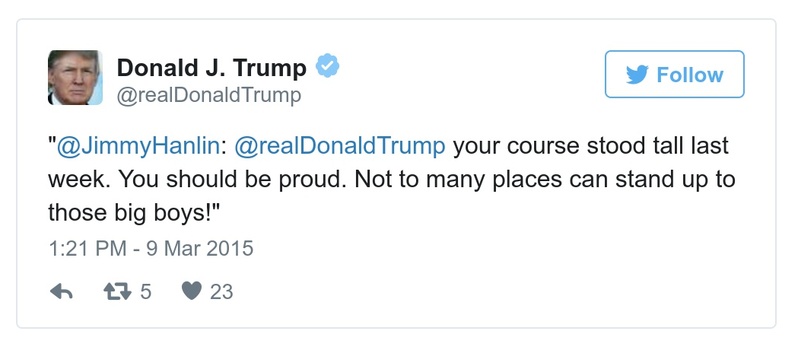 Donald J. Trump
Follow
@realDonaldTrump
"@JimmyHanlin: @realDonaldTrump your course stood tall last
week. You should be proud. Not to many places can stand up to
those big boys!"
1:21 PM - 9 Mar 2015
5 23